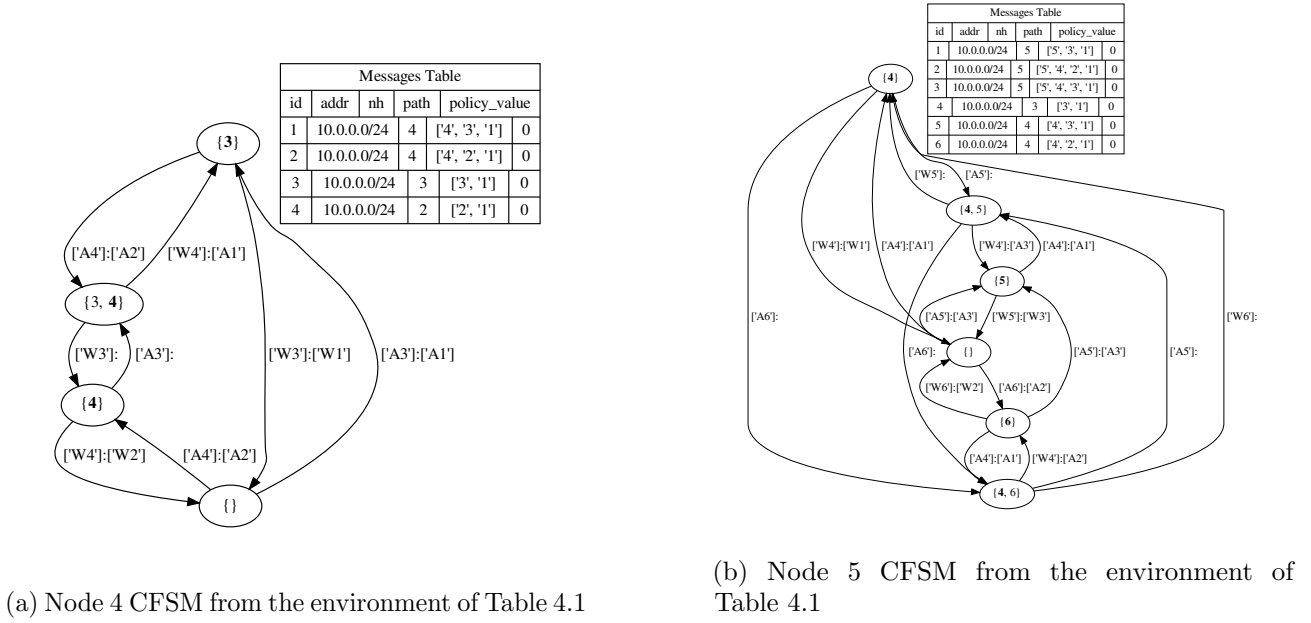 Messages Table
id addr nh path policy_value
1 10.0.0.0/24 4 ['4', '3', '1'] 0
2 10.0.0.0/24 4 ['4', '2', '1'] 0
3 10.0.0.0/24 3 ['3', '1'] 0
4 10.0.0.0/24 2 ['2', '1'] 0
{3}
['A4']:['A2'] ['W4']:['A1']
{3, 4}
['W3']: ['A3']: ['W3']:['W1'] ['A3']:['A1']
{4}
['W4']:['W2'] ['A4']:['A2']
{}
(a) Node 4 CFSM from the environment of Table 4.1
Messages Table
id addr nh path policy_value
1 10.0.0.0/24 5 ['5', '3', '1'] 0
2 10.0.0.0/24 5 ['5', '4', '2', '1'] 0
3 10.0.0.0/24 5 ['5', '4', '3', '1'] 0
4 10.0.0.0/24 3 ['3', '1'] 0
5 10.0.0.0/24 4 ['4', '3', '1'] 0
6 10.0.0.0/24 4 ['4', '2', '1'] 0
{4}
['W5']: ['A5']:
{4, 5}
['W4']:['W1'] ['A4']:['A1'] ['W4']:['A3'] ['A4']:['A1']
{5}
['A6']: ['A5']:['A3'] ['W5']:['W3'] ['W6']:
{}
['A6']: ['A5']:['A3'] ['A5']:
['W6']:['W2'] ['A6']:['A2']
{6}
['A4']:['A1'] ['W4']:['A2']
{4, 6}
(b) Node 5 CFSM from the environment of
Table 4.1